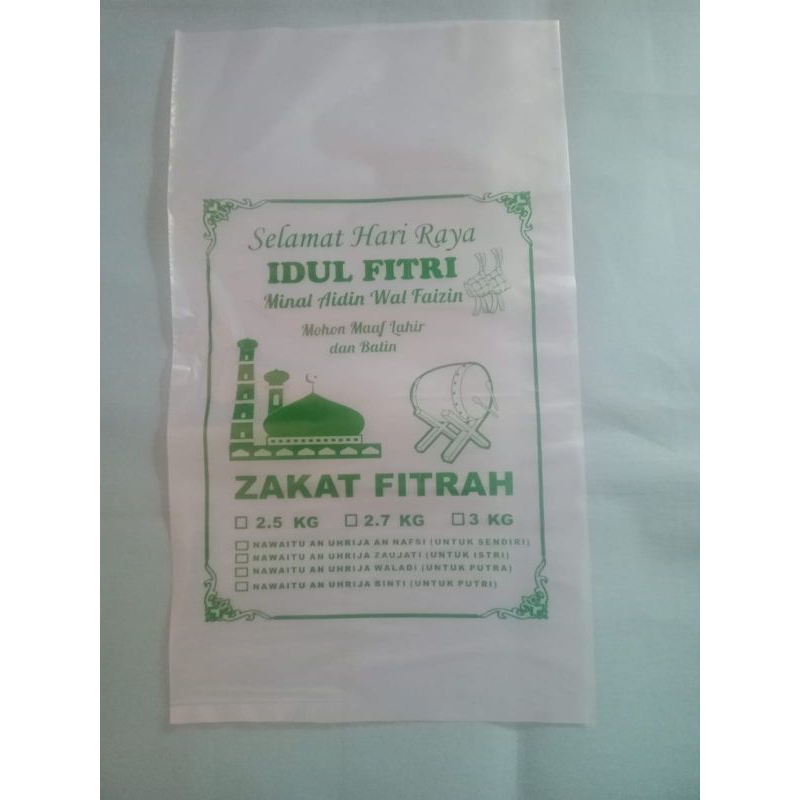 Selamat Hari Raya
IDUL FITRI
Minal Aidin Wal Faizin
Mohon Maaf Lahir
dan Batin
ZAKAT FITRAH
2.5 KG 2.7 KG 3 KG
NAWAITU AN UHRIJA AN NAFSI (UNTUK SENDIRI)
NAWAITU AN UHRIJA ZAUJATI (UNTUK ISTRI)
NAWAITU AN UHRIJA WALADI (UNTUK PUTRA)
NAWAITU AN UHRIJA BINTI (UNTUK PUTRI)